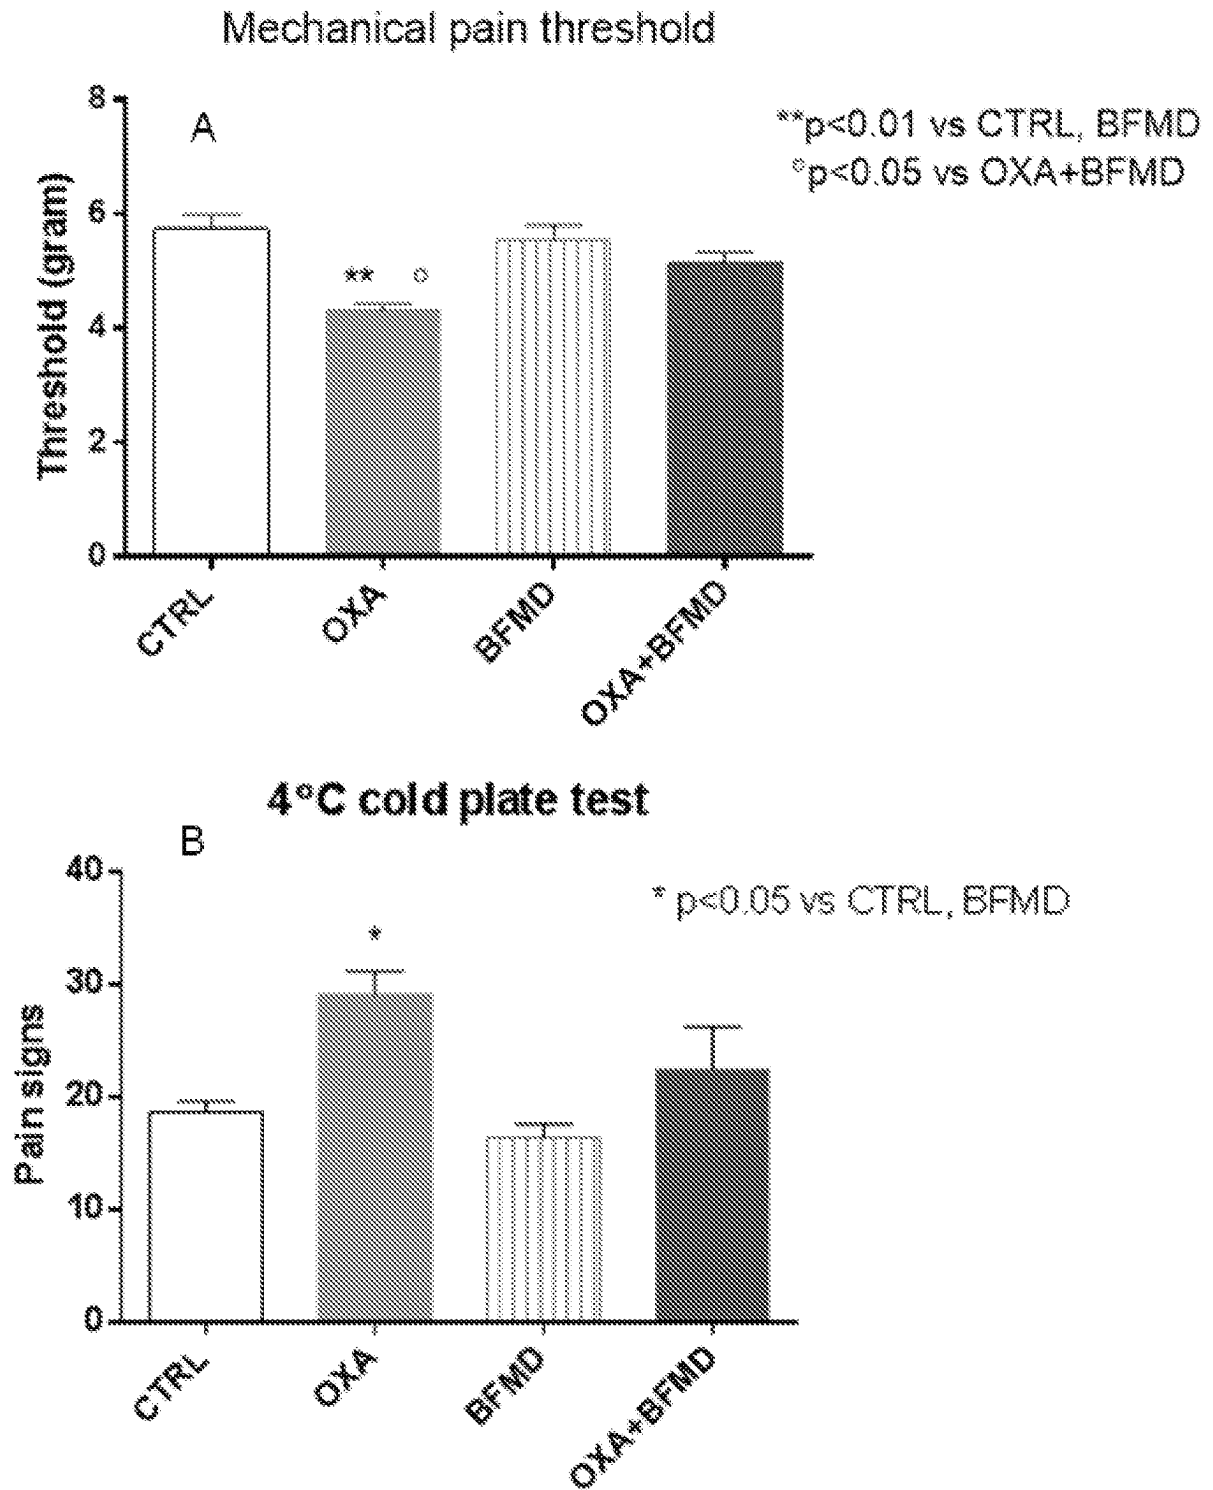 Mechanical pain threshold
A
**p<0.01 vs CTRL, BFMD
°p<0.05 vs OXA+BFMD
Threshold (gram)
8
6
4
2
0
** °
CTRL
OXA
BFMD
OXA+BFMD
4°C cold plate test
B
* p<0.05 vs CTRL, BFMD
Pain signs
40
30
20
10
0
*
CTRL
OXA
BFMD
OXA+BFMD